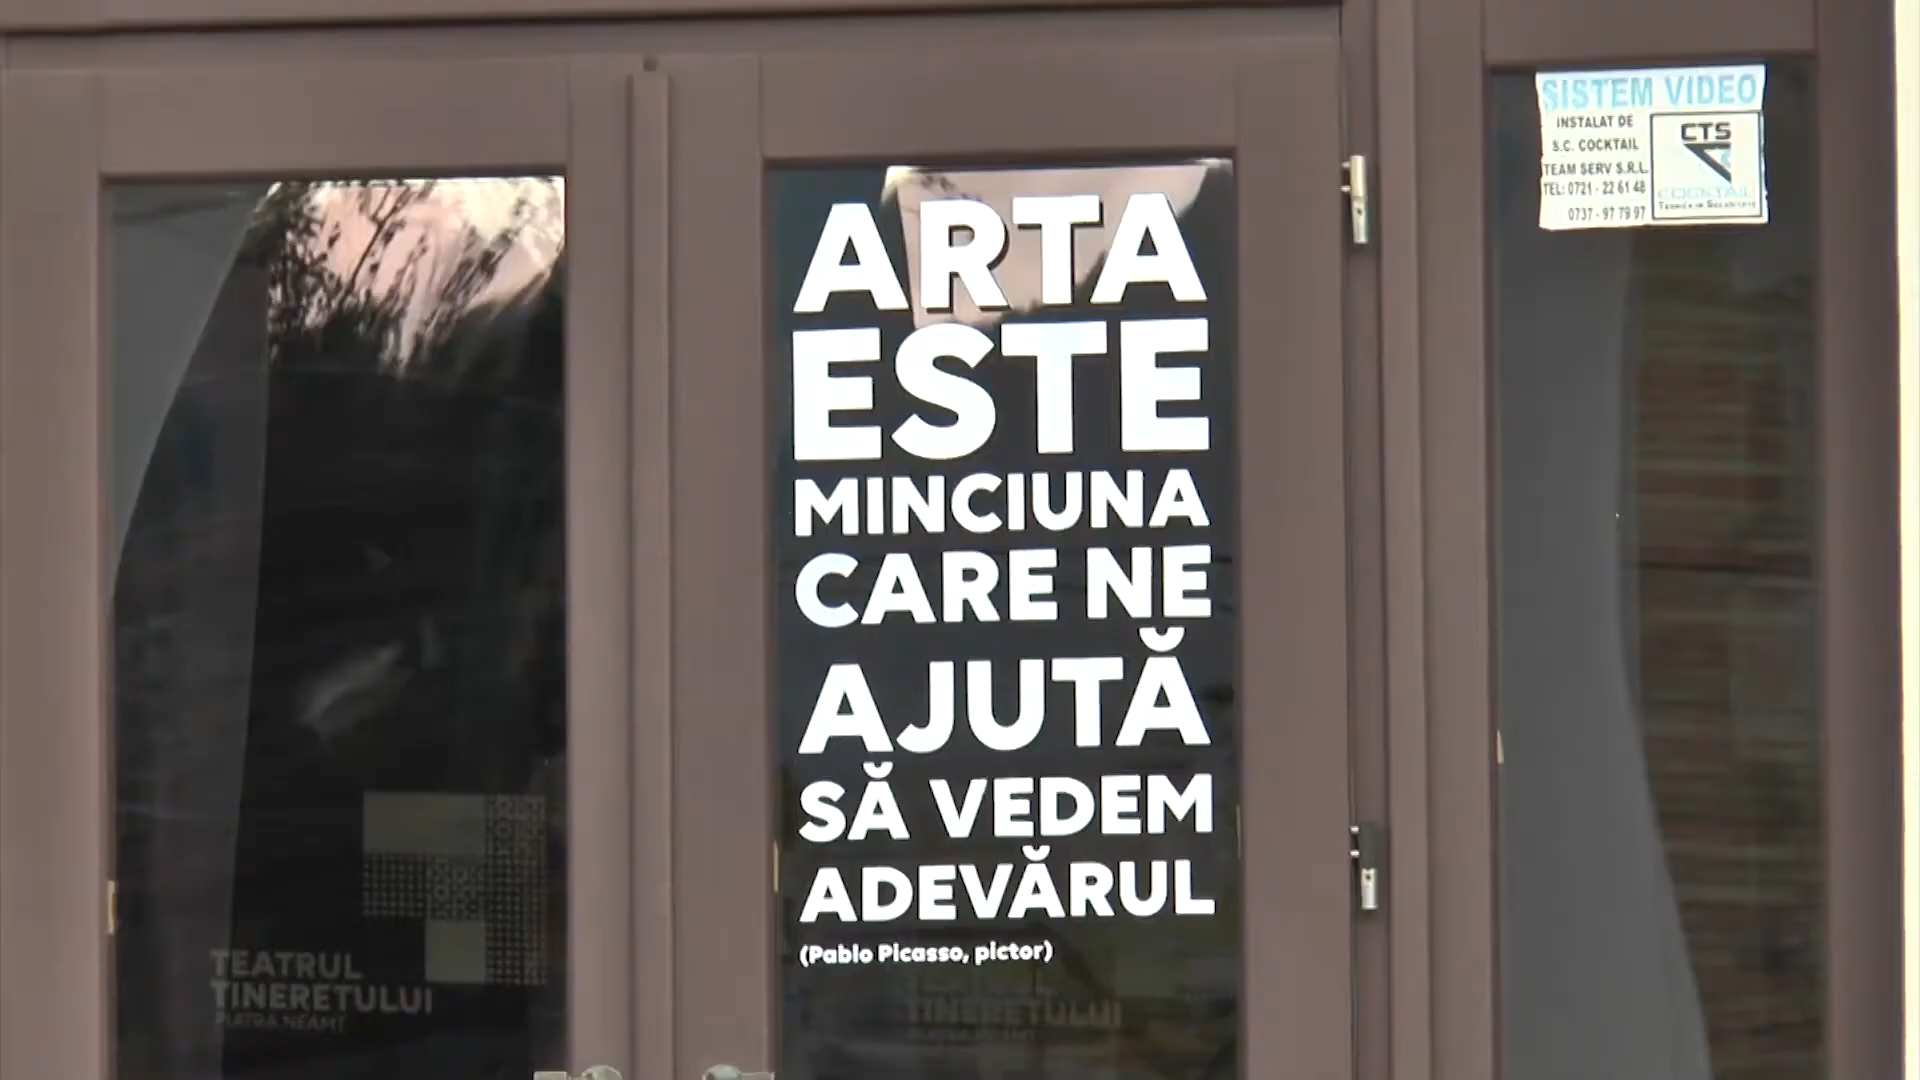 ARTA
ESTE
MINCIUNA
CARE NE
AJUTĂ
SĂ VEDEM
ADEVĂRUL
(Pablo Picasso, pictor)
TEATRUL
TINERETULUI
PIATRA NEAMȚ
TINERETULUI
SISTEM VIDEO
INSTALAT DE
S.C. COCKTAIL
TEAM SERV S.R.L.
TEL: 0721 - 22 61 48
0737 - 97 79 97
CTS
COCKTAIL